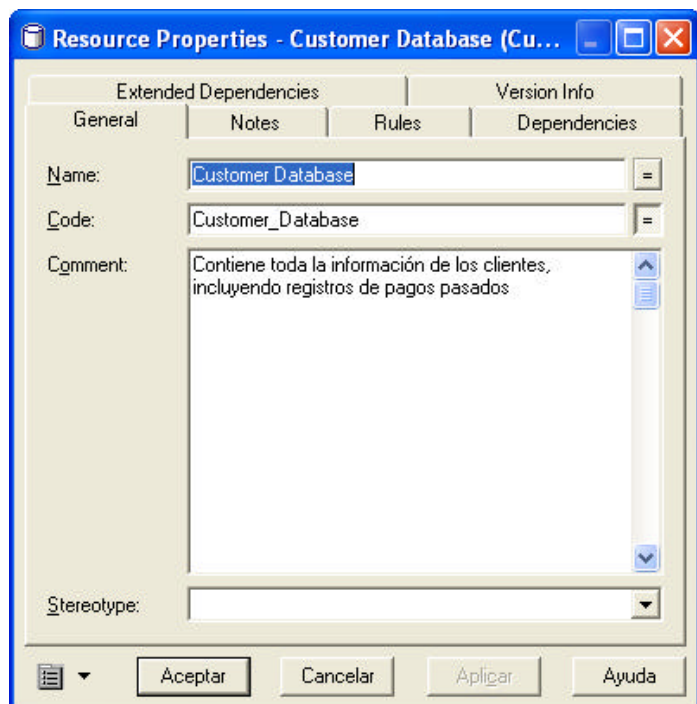 Resource Properties - Customer Database (Cu...
Extended Dependencies Version Info
General Notes Rules Dependencies
Name: Customer Database =
Code: Customer_Database =
Comment: Contiene toda la información de los clientes,
incluyendo registros de pagos pasados
Stereotype:
Aceptar Cancelar Aplicar Ayuda